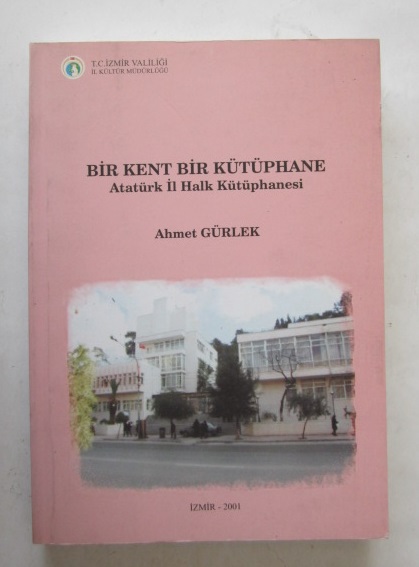 T.C. İZMİR VALİLİĞİ
İL KÜLTÜR MÜDÜRLÜĞÜ
BİR KENT BİR KÜTÜPHANE
Atatürk İl Halk Kütüphanesi
Ahmet GÜRLEK
İZMİR - 2001